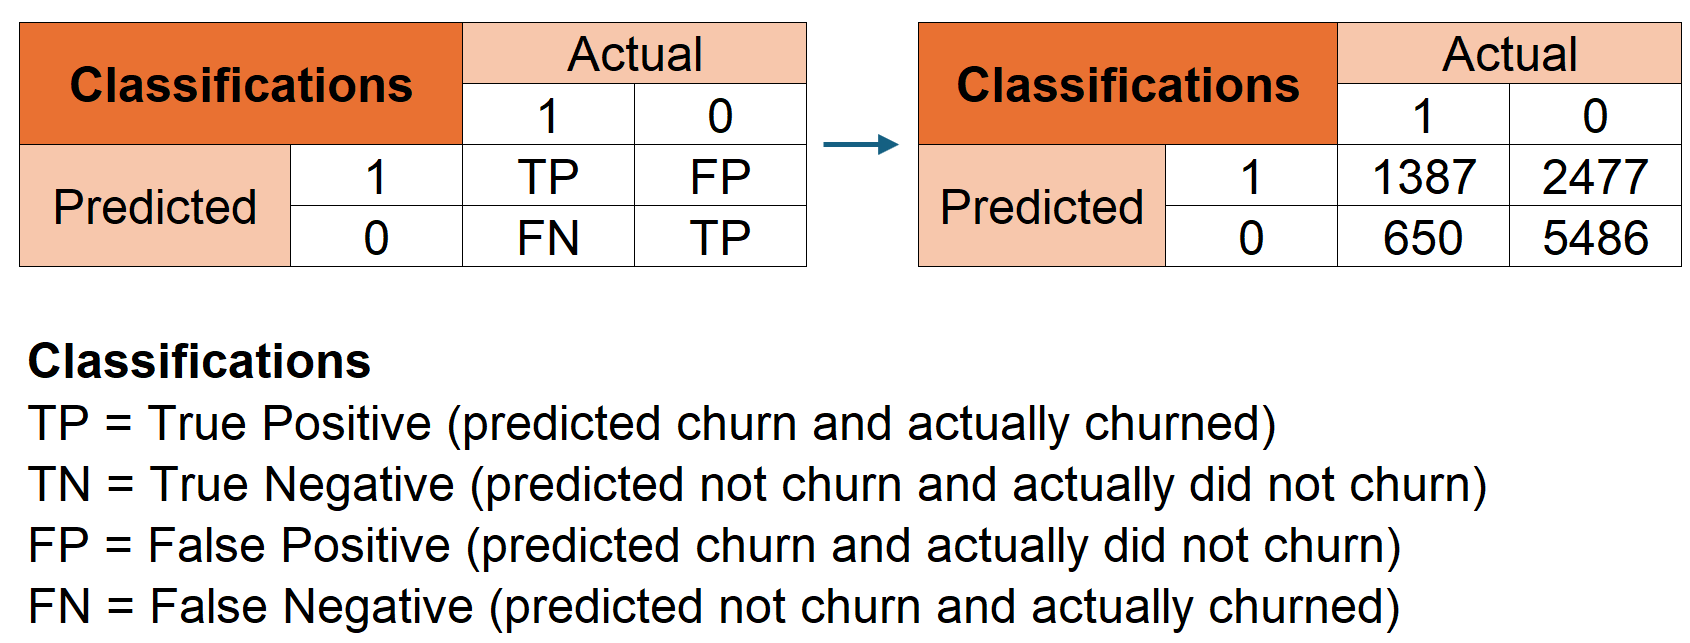 Classifications Actual
1 0
Predicted 1 TP FP
0 FN TP
Classifications Actual
1 0
Predicted 1 1387 2477
0 650 5486
Classifications
TP = True Positive (predicted churn and actually churned)
TN = True Negative (predicted not churn and actually did not churn)
FP = False Positive (predicted churn and actually did not churn)
FN = False Negative (predicted not churn and actually churned)